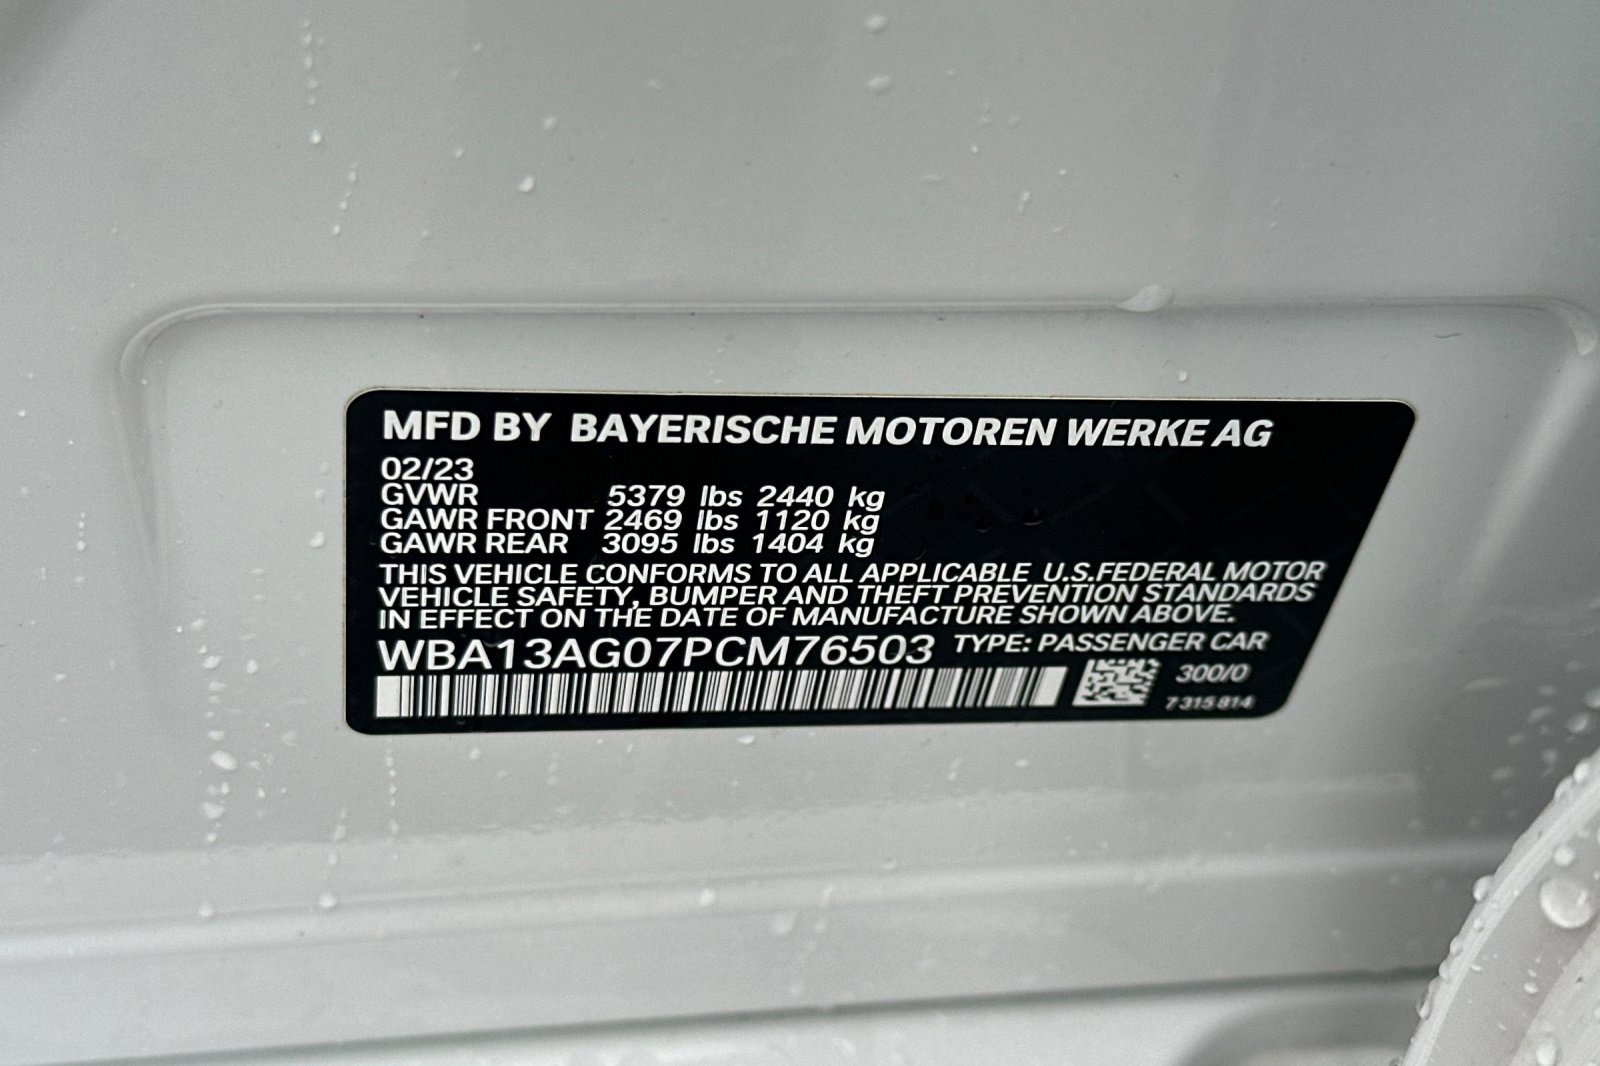 MFD BY BAYERISCHE MOTOREN WERKE AG
02/23
GVWR 5379 lbs 2440 kg
GAWR FRONT 2469 lbs 1120 kg
GAWR REAR 3095 lbs 1404 kg
THIS VEHICLE CONFORMS TO ALL APPLICABLE U.S.FEDERAL MOTOR
VEHICLE SAFETY, BUMPER AND THEFT PREVENTION STANDARDS
IN EFFECT ON THE DATE OF MANUFACTURE SHOWN ABOVE.
WBA13AG07PCM76503 TYPE: PASSENGER CAR
300/0
7 315 814